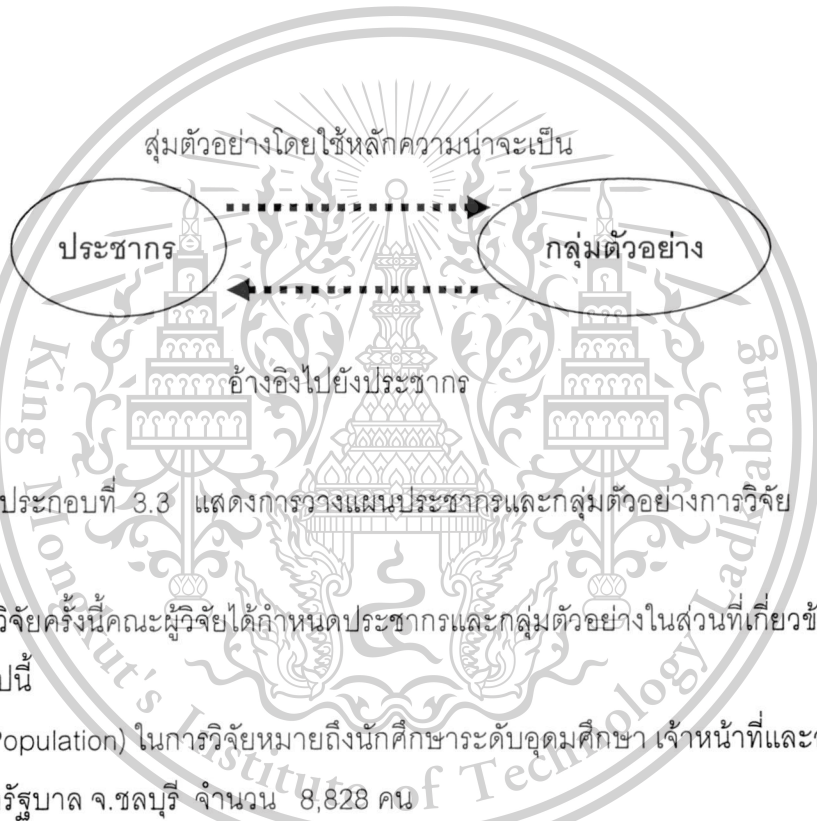 สุ่มตัวอย่างโดยใช้หลักความน่าจะเป็น
ประชากร
กลุ่มตัวอย่าง
อ้างอิงไปยังประชากร
ประกอบที่ 3.3 แสดงการวางแผนประชากรและกลุ่มตัวอย่างการวิจัย
วิจัยครั้งนี้คณะผู้วิจัยได้กำหนดประชากรและกลุ่มตัวอย่างในส่วนที่เกี่ยวข้
ปนี้
Population) ในการวิจัยหมายถึงนักศึกษาระดับอุดมศึกษา เจ้าหน้าที่และ
รัฐบาล จ.ชลบุรี จำนวน 8,828 คน
King Mongkut's Institute of Technology Ladkrabang